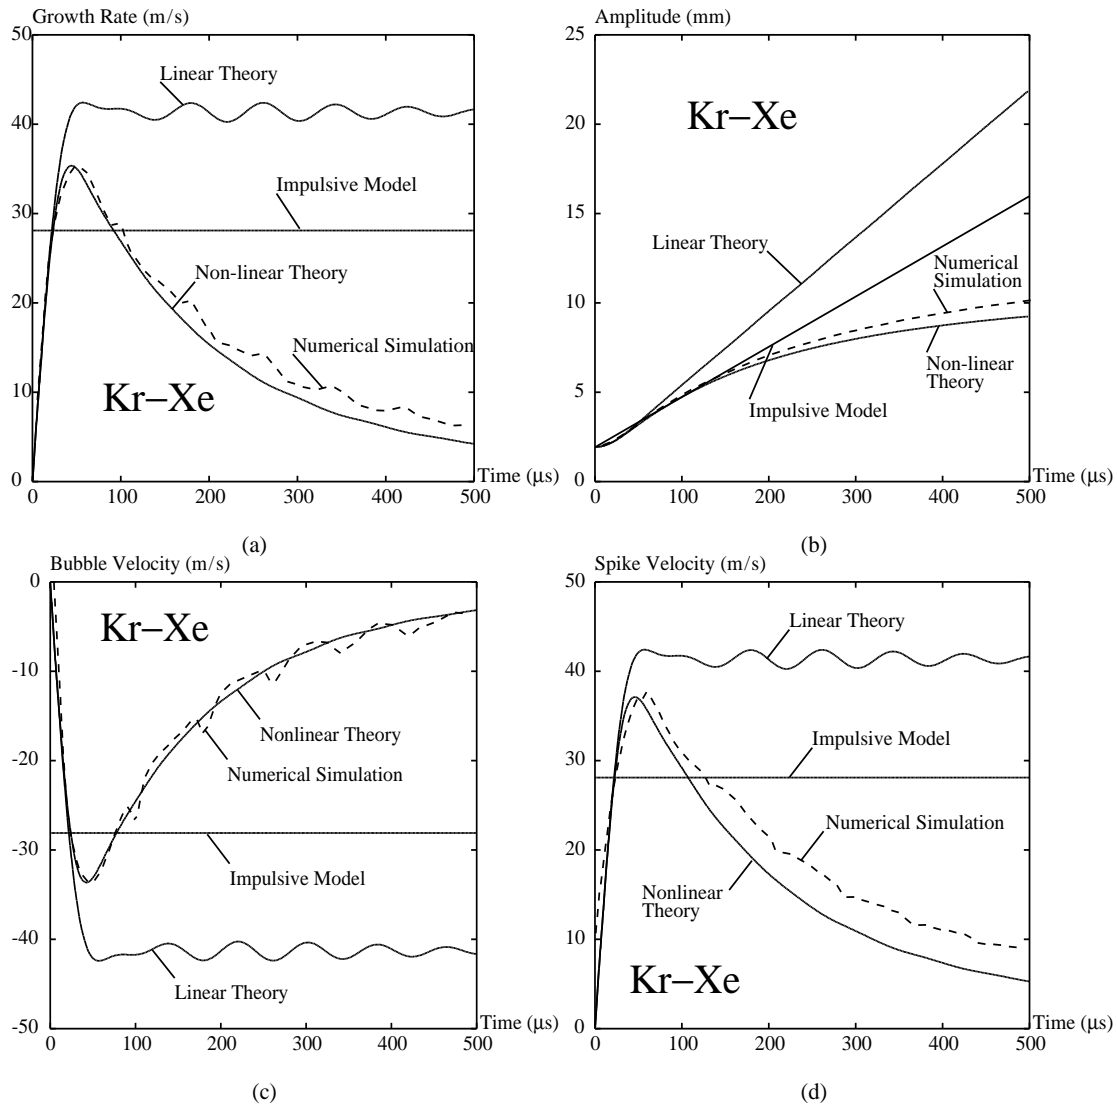 Growth Rate (m/s)
50
40
30
20
10
0
0
100
200
300
400
500
Time (μs)
Linear Theory
Impulsive Model
Non-linear Theory
Numerical Simulation
Kr−Xe
(a)
Amplitude (mm)
25
20
15
10
5
0
0
100
200
300
400
500
Time (μs)
Kr−Xe
Linear Theory
Numerical
Simulation
Non-linear
Theory
Impulsive Model
(b)
Bubble Velocity (m/s)
-0
-10
-20
-30
-40
-50
0
100
200
300
400
500
Time (μs)
Kr−Xe
Nonlinear Theory
Numerical Simulation
Impulsive Model
Linear Theory
(c)
Spike Velocity (m/s)
50
40
30
20
10
0
0
100
200
300
400
500
Time (μs)
Linear Theory
Impulsive Model
Numerical Simulation
Nonlinear
Theory
Kr−Xe
(d)